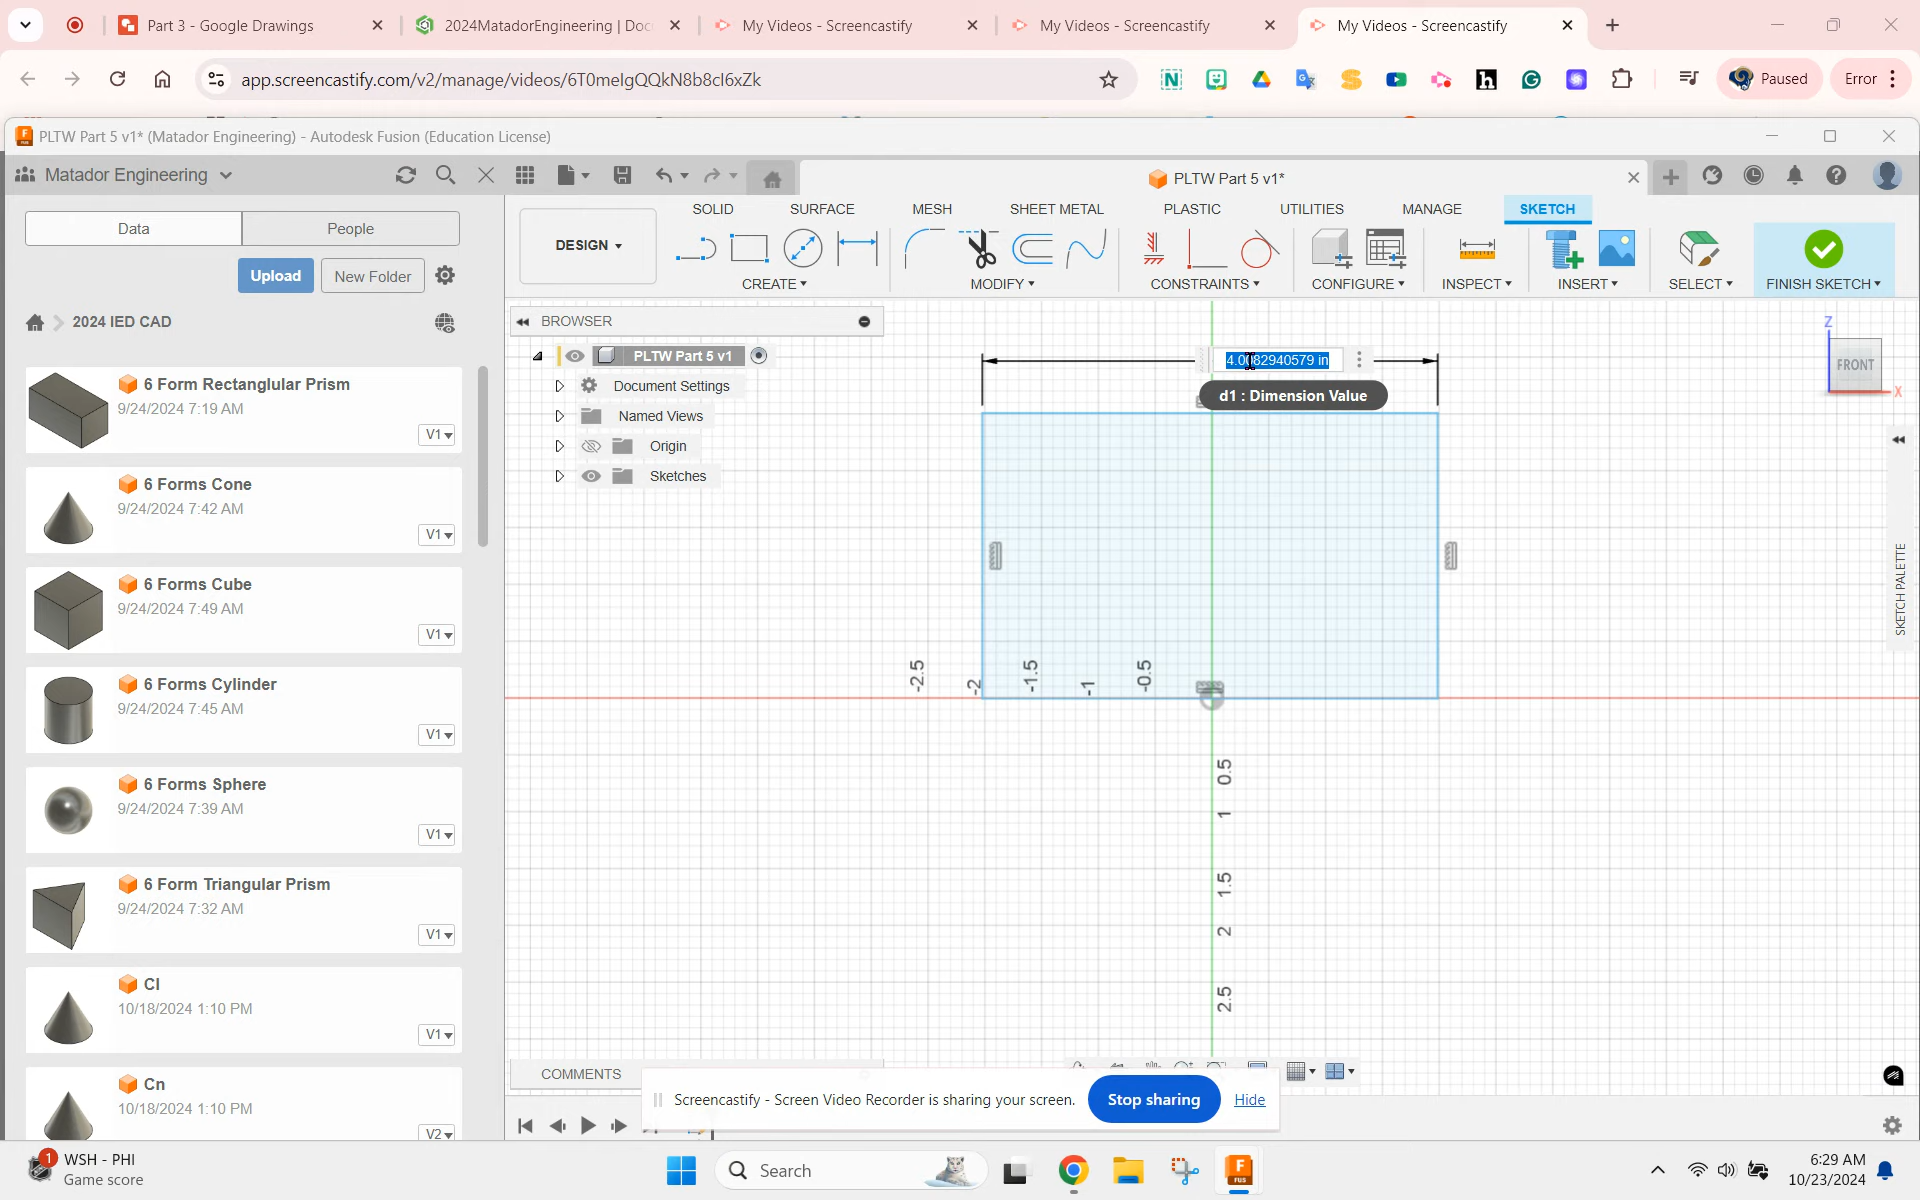 Part 3 - Google Drawings
2024MatadorEngineering | Doc
My Videos - Screencastify
My Videos - Screencastify
My Videos - Screencastify
app.screencastify.com/v2/manage/videos/6T0melgQQkN8b8cl6xZk
Paused
Error
PLTW Part 5 v1* (Matador Engineering) - Autodesk Fusion (Education License)
Matador Engineering
PLTW Part 5 v1*
Data
People
Upload
New Folder
2024 IED CAD
DESIGN
SOLID
SURFACE
MESH
SHEET METAL
PLASTIC
UTILITIES
MANAGE
SKETCH
CREATE
MODIFY
CONSTRAINTS
CONFIGURE
INSPECT
INSERT
SELECT
FINISH SKETCH
6 Form Rectanglular Prism
9/24/2024 7:19 AM
V1
6 Forms Cone
9/24/2024 7:42 AM
V1
6 Forms Cube
9/24/2024 7:49 AM
V1
6 Forms Cylinder
9/24/2024 7:45 AM
V1
6 Forms Sphere
9/24/2024 7:39 AM
V1
6 Form Triangular Prism
9/24/2024 7:32 AM
V1
Cl
10/18/2024 1:10 PM
V1
Cn
10/18/2024 1:10 PM
V2
BROWSER
PLTW Part 5 v1
Document Settings
Named Views
Origin
Sketches
4.0082940579 in
d1 : Dimension Value
Z
FRONT
X
SKETCH PALETTE
-2.5
-2
-1.5
-1
-0.5
0.5
1
1.5
2
2.5
COMMENTS
Screencastify - Screen Video Recorder is sharing your screen.
Stop sharing
Hide
1
WSH - PHI
Game score
Search
FUS
6:29 AM
10/23/2024